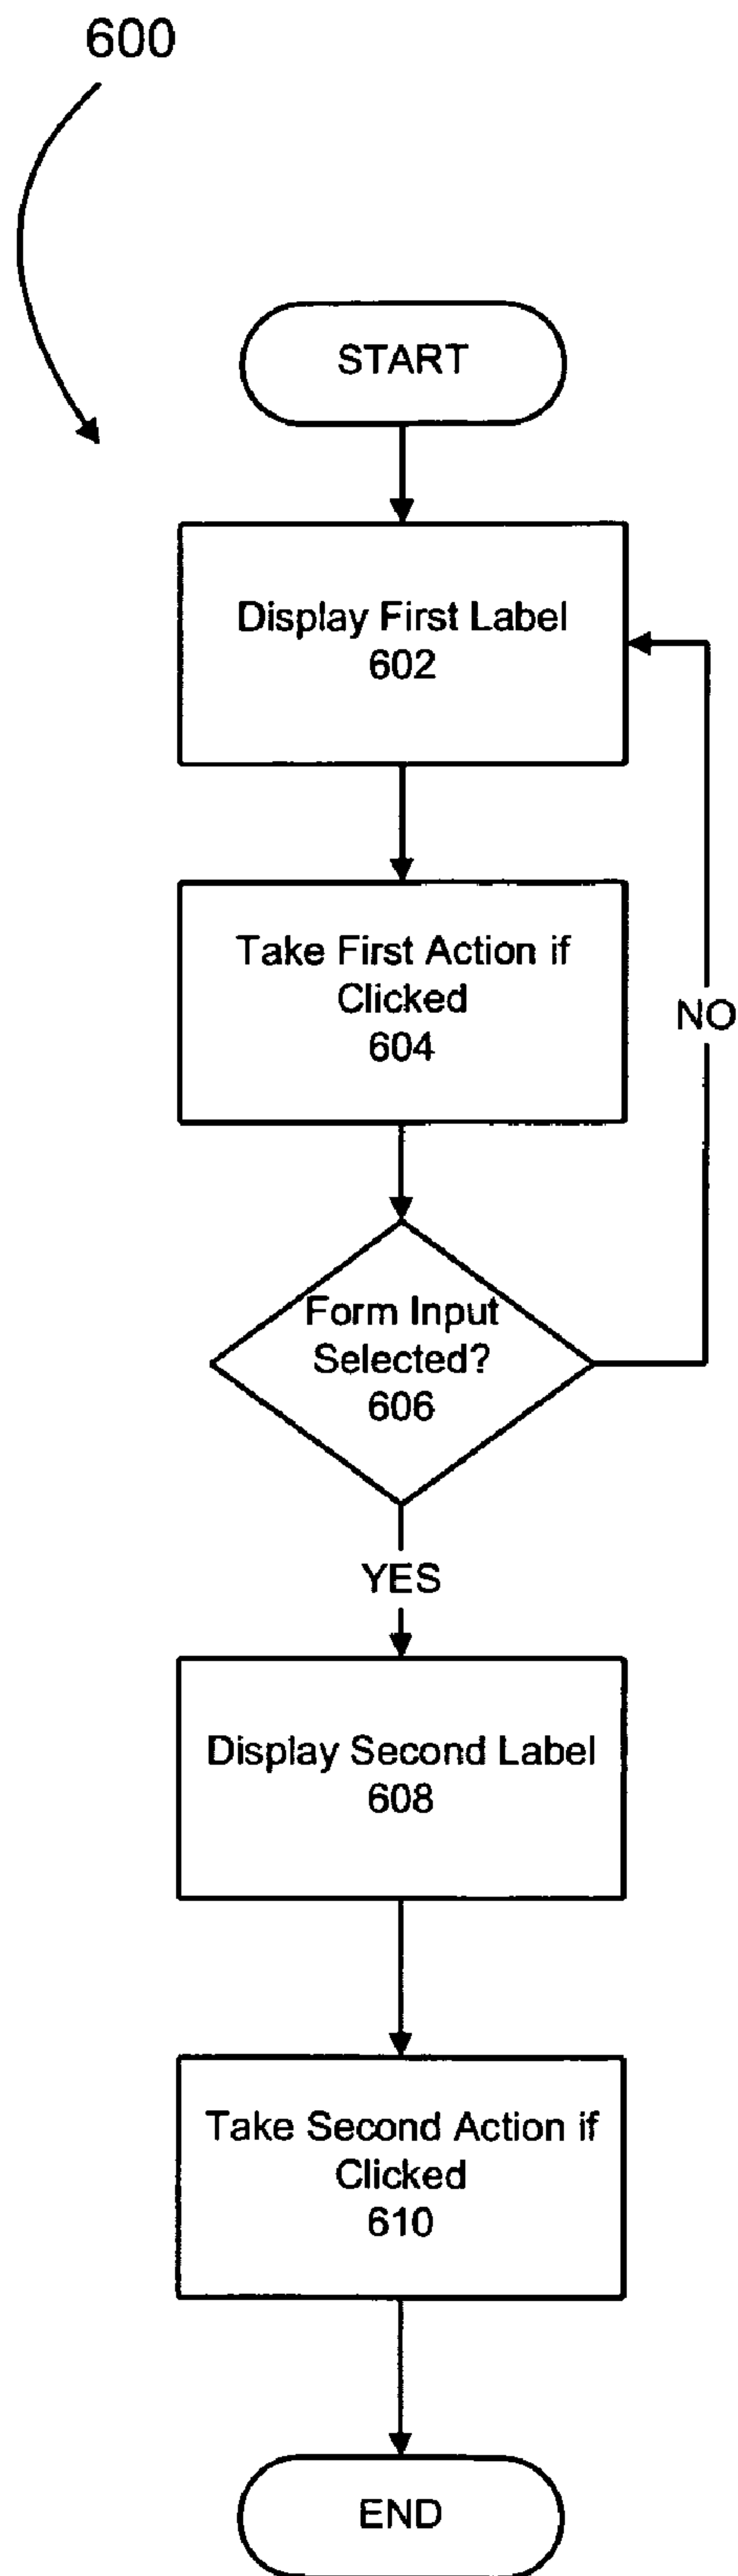 600
START
Display First Label
602
Take First Action if
Clicked
604
NO
Form Input
Selected?
606
YES
Display Second Label
608
Take Second Action if
Clicked
610
END